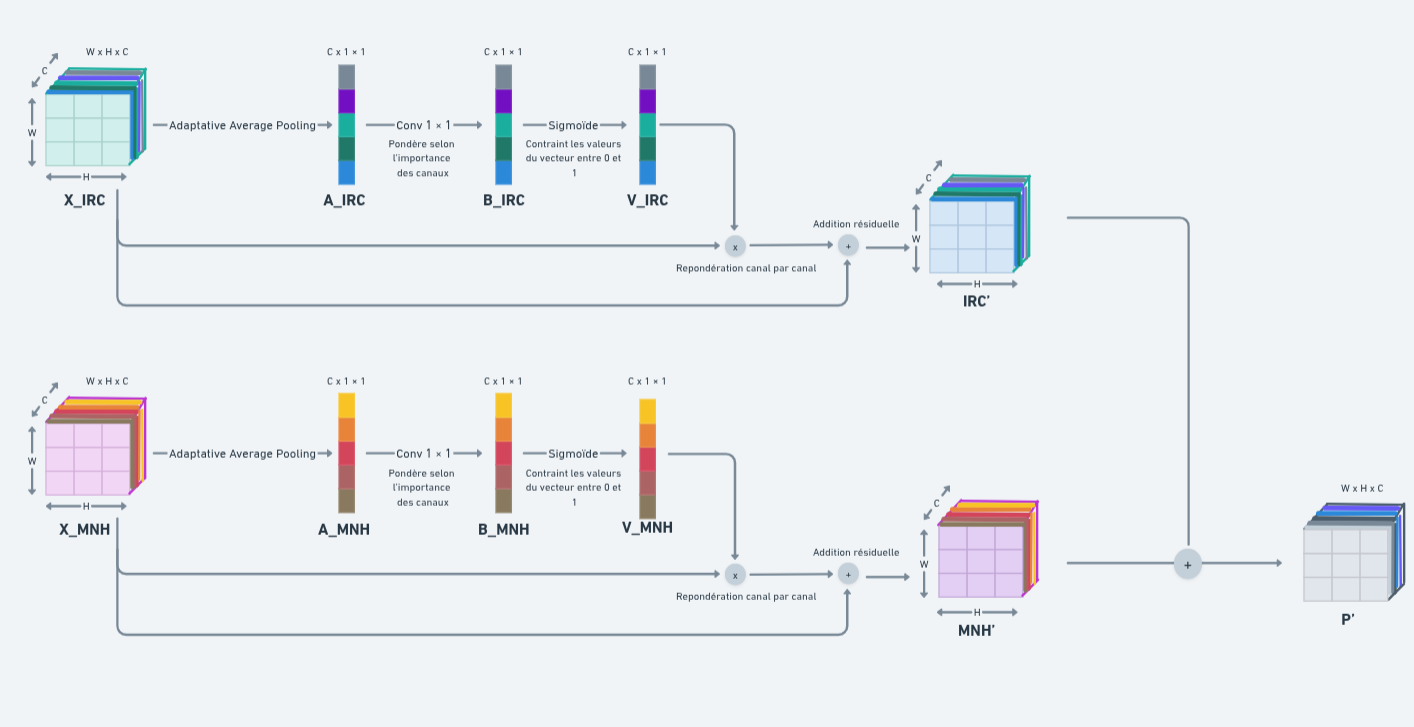 W x H x C
C x 1 × 1
C x 1 × 1
C x 1 × 1
C
W
H
Adaptative Average Pooling
Conv 1 × 1
Sigmoïde
Pondère selon
l'importance
des canaux
Contraint les valeurs
du vecteur entre 0 et
1
X_IRC
A_IRC
B_IRC
V_IRC
x
+
Addition résiduelle
Repondération canal par canal
C
W
H
IRC’
W x H x C
C x 1 × 1
C x 1 × 1
C x 1 × 1
C
W
H
Adaptative Average Pooling
Conv 1 × 1
Sigmoïde
Pondère selon
l'importance
des canaux
Contraint les valeurs
du vecteur entre 0 et
1
X_MNH
A_MNH
B_MNH
V_MNH
x
+
Addition résiduelle
Repondération canal par canal
C
W
H
MNH’
+
W x H x C
P’